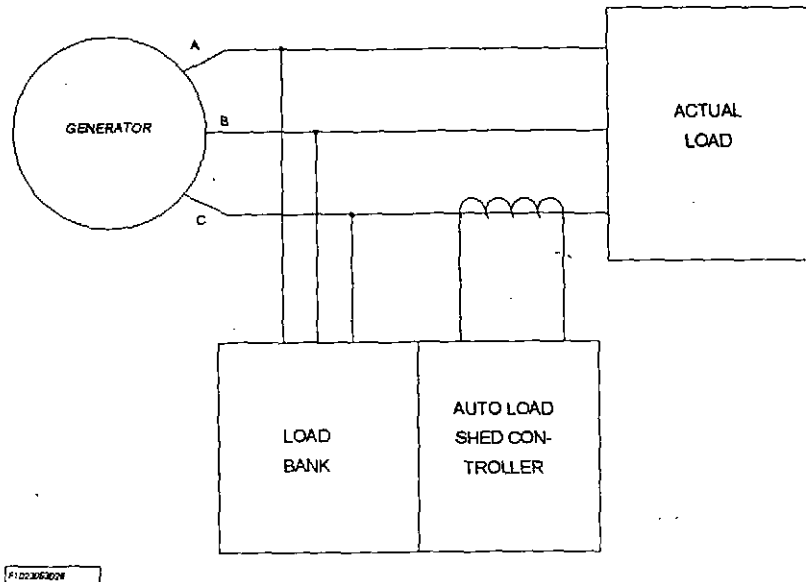 A
GENERATOR
B
C
ACTUAL
LOAD
LOAD
BANK
AUTO LOAD
SHED CON-
TROLLER